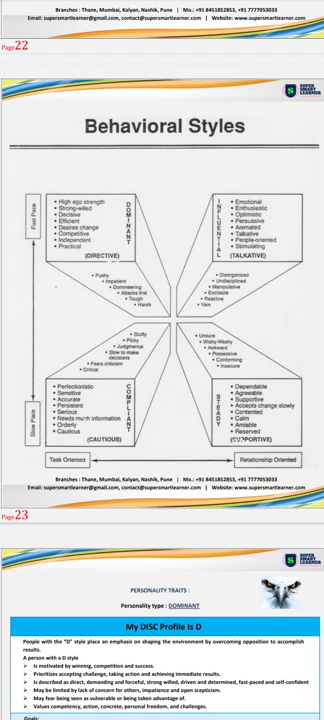 Branches : Thane, Mumbai, Kalyan, Nashik, Pune | Mo.: +91 8451852853, +91 7777053033
Email: supersmartlearner@gmail.com, contact@supersmartlearner.com | Website: www.supersmartlearner.com
Page22
SUPER
SMART
LEARNER
Behavioral Styles
Fast Pace
• High ego strength
• Strong-willed
• Decisive
• Efficient
• Desires change
• Competitive
• Independent
• Practical
(DIRECTIVE)
DOMINANT
INFLUENTIAL
• Emotional
• Enthusiastic
• Optimistic
• Persuasive
• Animated
• Talkative
• People-oriented
• Stimulating
(TALKATIVE)
• Pushy
• Impatient
• Domineering
• Attacks first
• Tough
• Harsh
• Disorganized
• Undisciplined
• Manipulative
• Excitable
• Reactive
• Vain
• Stuffy
• Picky
• Judgmental
• Slow to make
decisions
• Fears criticism
• Critical
• Unsure
• Wishy-Washy
• Awkward
• Possessive
• Conforming
• Insecure
Slow Pace
• Perfectionistic
• Sensitive
• Accurate
• Persistent
• Serious
• Needs much information
• Orderly
• Cautious
(CAUTIOUS)
COMPLIANT
STEADY
• Dependable
• Agreeable
• Supportive
• Accepts change slowly
• Contented
• Calm
• Amiable
• Reserved
(SUPPORTIVE)
Task Oriented
Relationship Oriented
Branches : Thane, Mumbai, Kalyan, Nashik, Pune | Mo.: +91 8451852853, +91 7777053033
Email: supersmartlearner@gmail.com, contact@supersmartlearner.com | Website: www.supersmartlearner.com
Page23
SUPER
SMART
LEARNER
PERSONALITY TRAITS :
Personality type : DOMINANT
My DISC Profile Is D
People with the "D" style place an emphasis on shaping the environment by overcoming opposition to accomplish
results.
A person with a D style
➢ Is motivated by winning, competition and success.
➢ Prioritizes accepting challenge, taking action and achieving immediate results.
➢ Is described as direct, demanding and forceful, strong willed, driven and determined, fast-paced and self-confident
➢ May be limited by lack of concern for others, impatience and open scepticism.
➢ May fear being seen as vulnerable or being taken advantage of.
➢ Values competency, action, concrete, personal freedom, and challenges.
Goals: